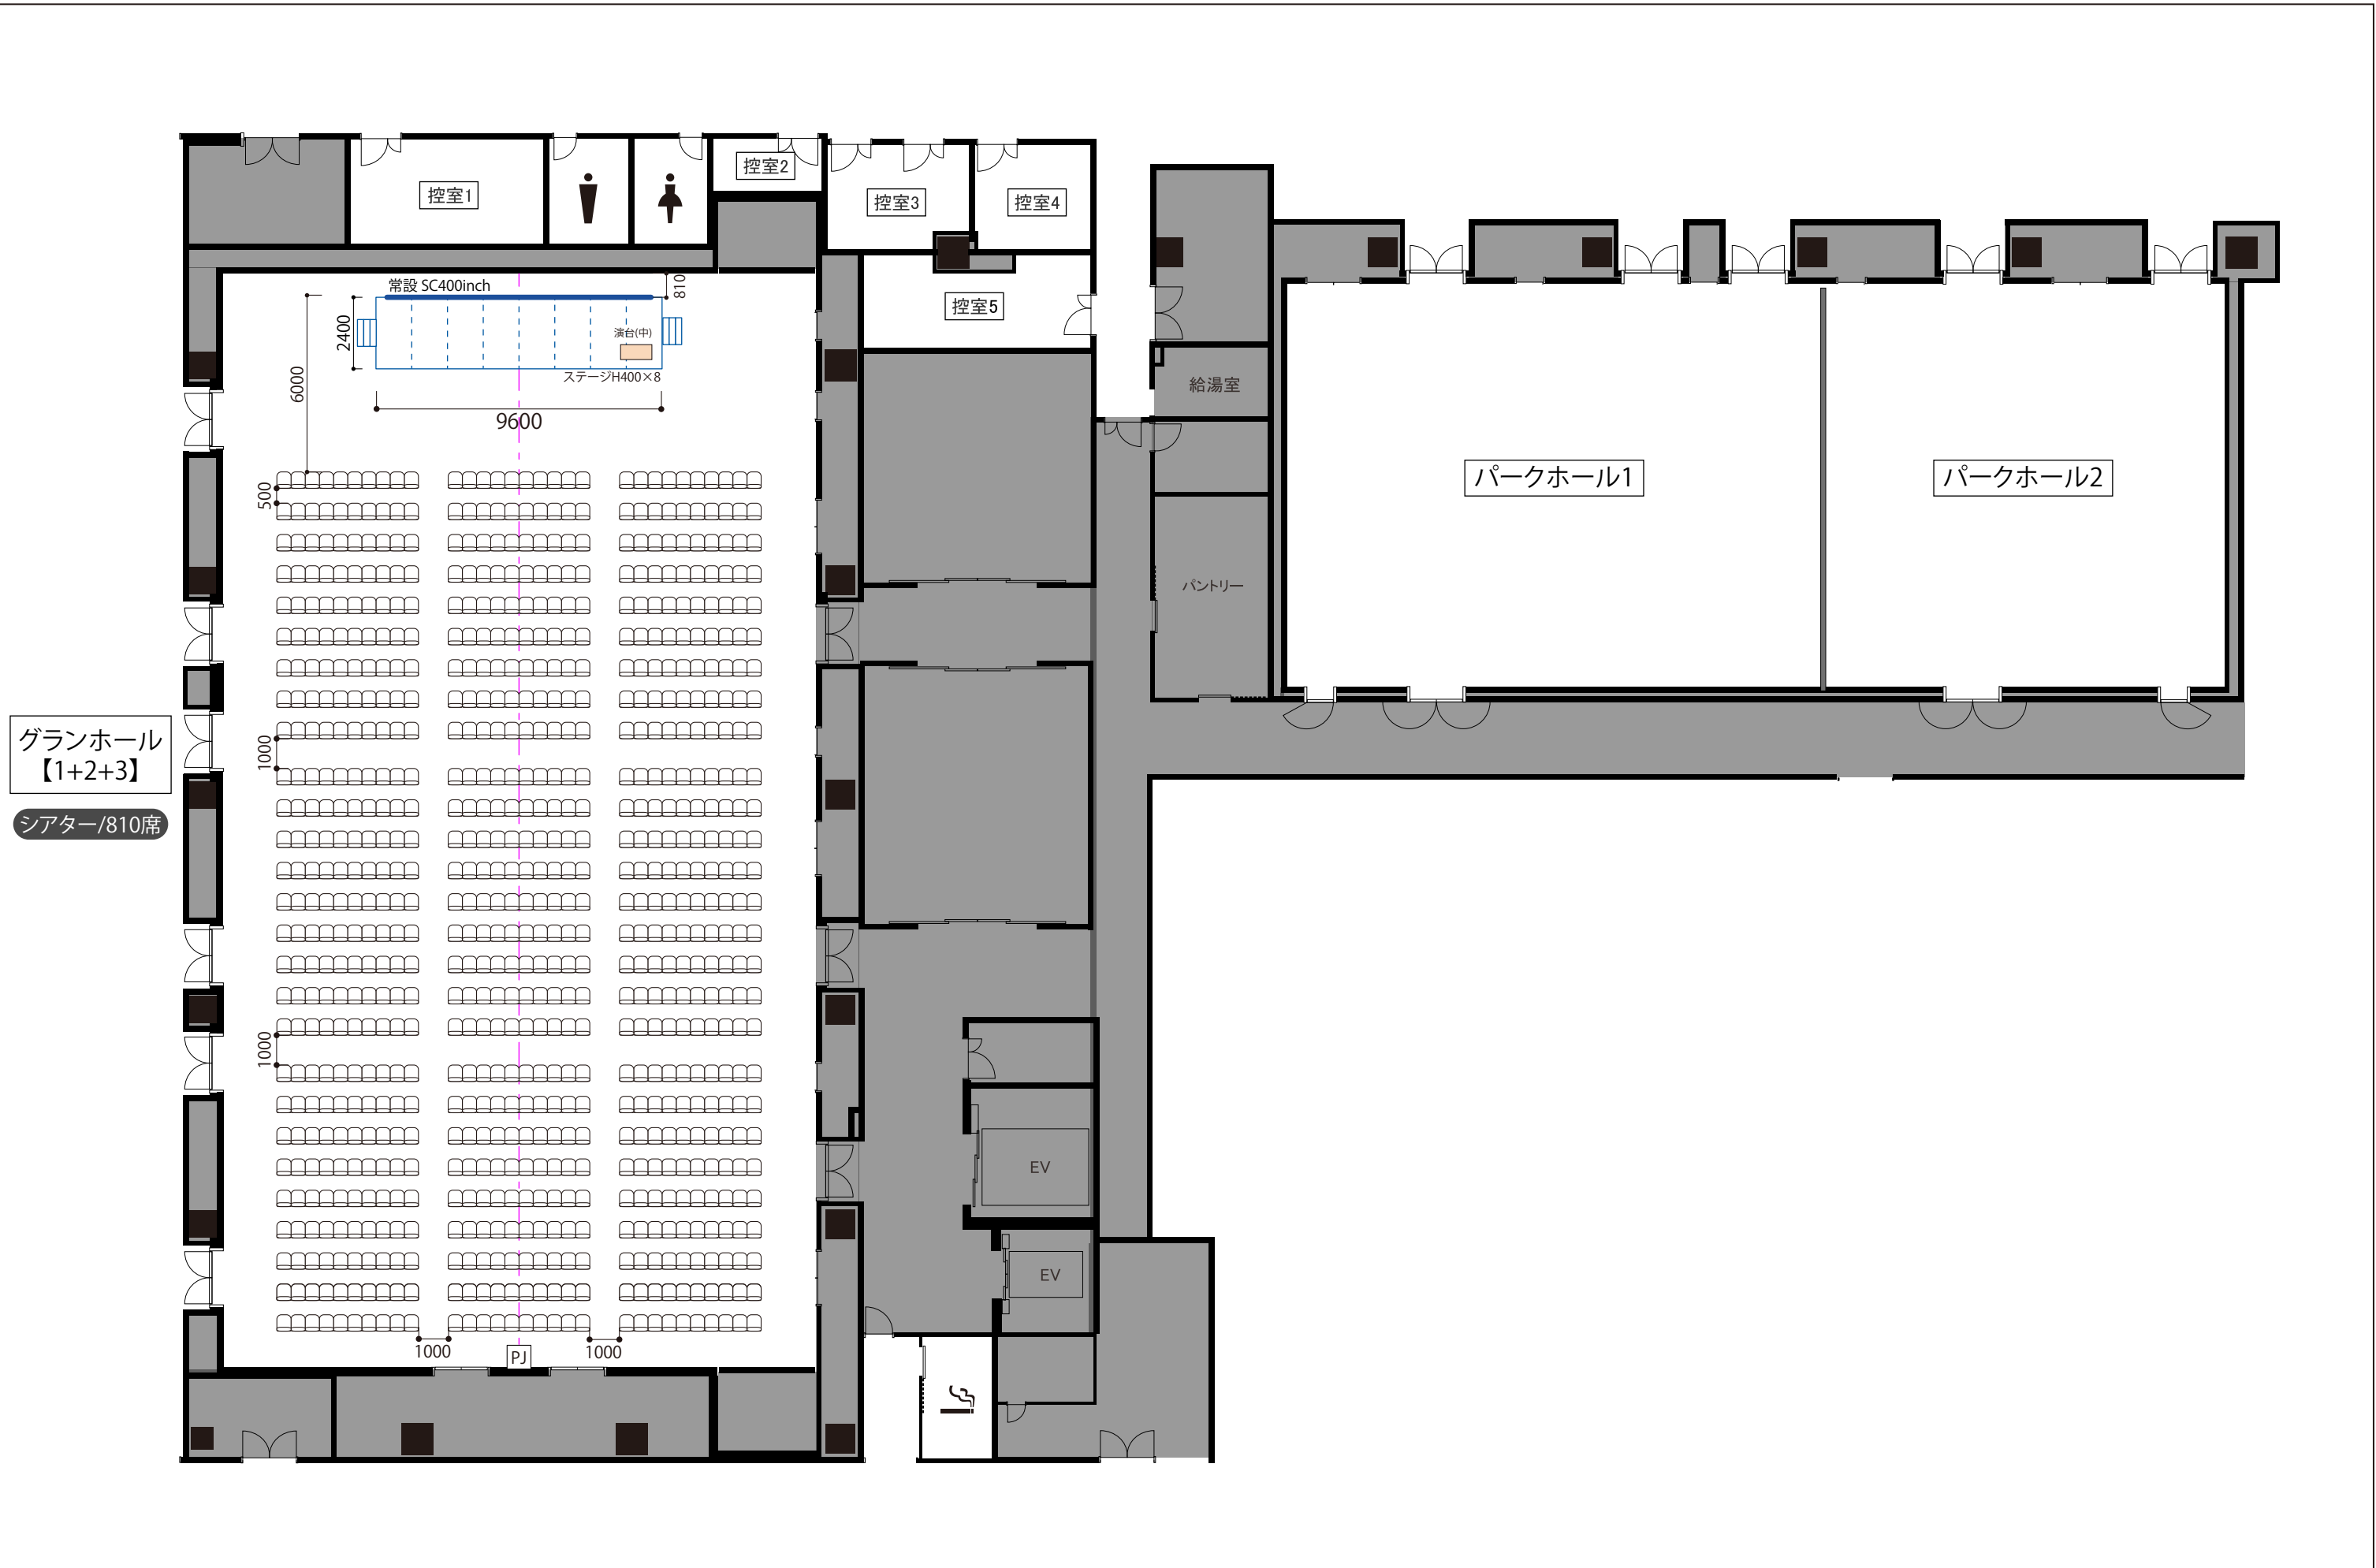 控室1
控室2
控室3
控室4
控室5
常設 SC400inch
810
2400
演台(中)
ステージH400×8
6000
9600
500
1000
1000
1000
1000
PJ
グランホール
【1+2+3】
シアター/810席
給湯室
パントリー
EV
EV
パークホール1
パークホール2